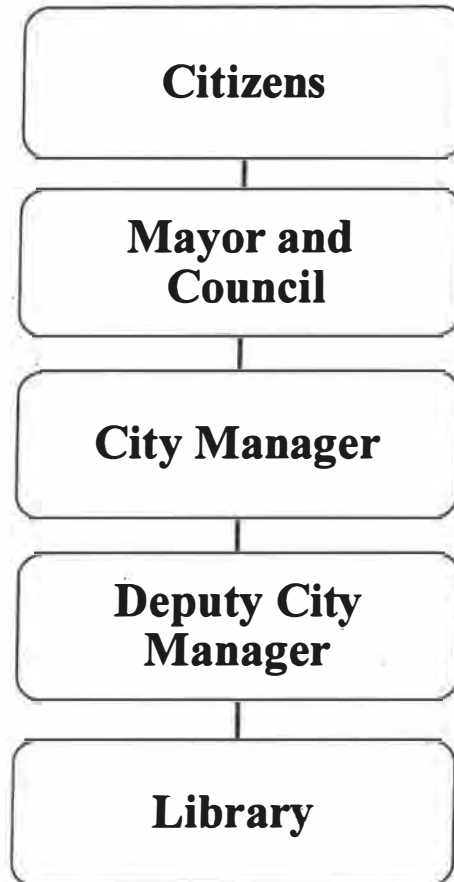 Citizens
Mayor and
Council
City Manager
Deputy City
Manager
Library